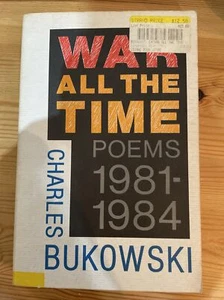 WAR
ALL THE
TIME
POEMS
1981-
1984
CHARLES
BUKOWSKI